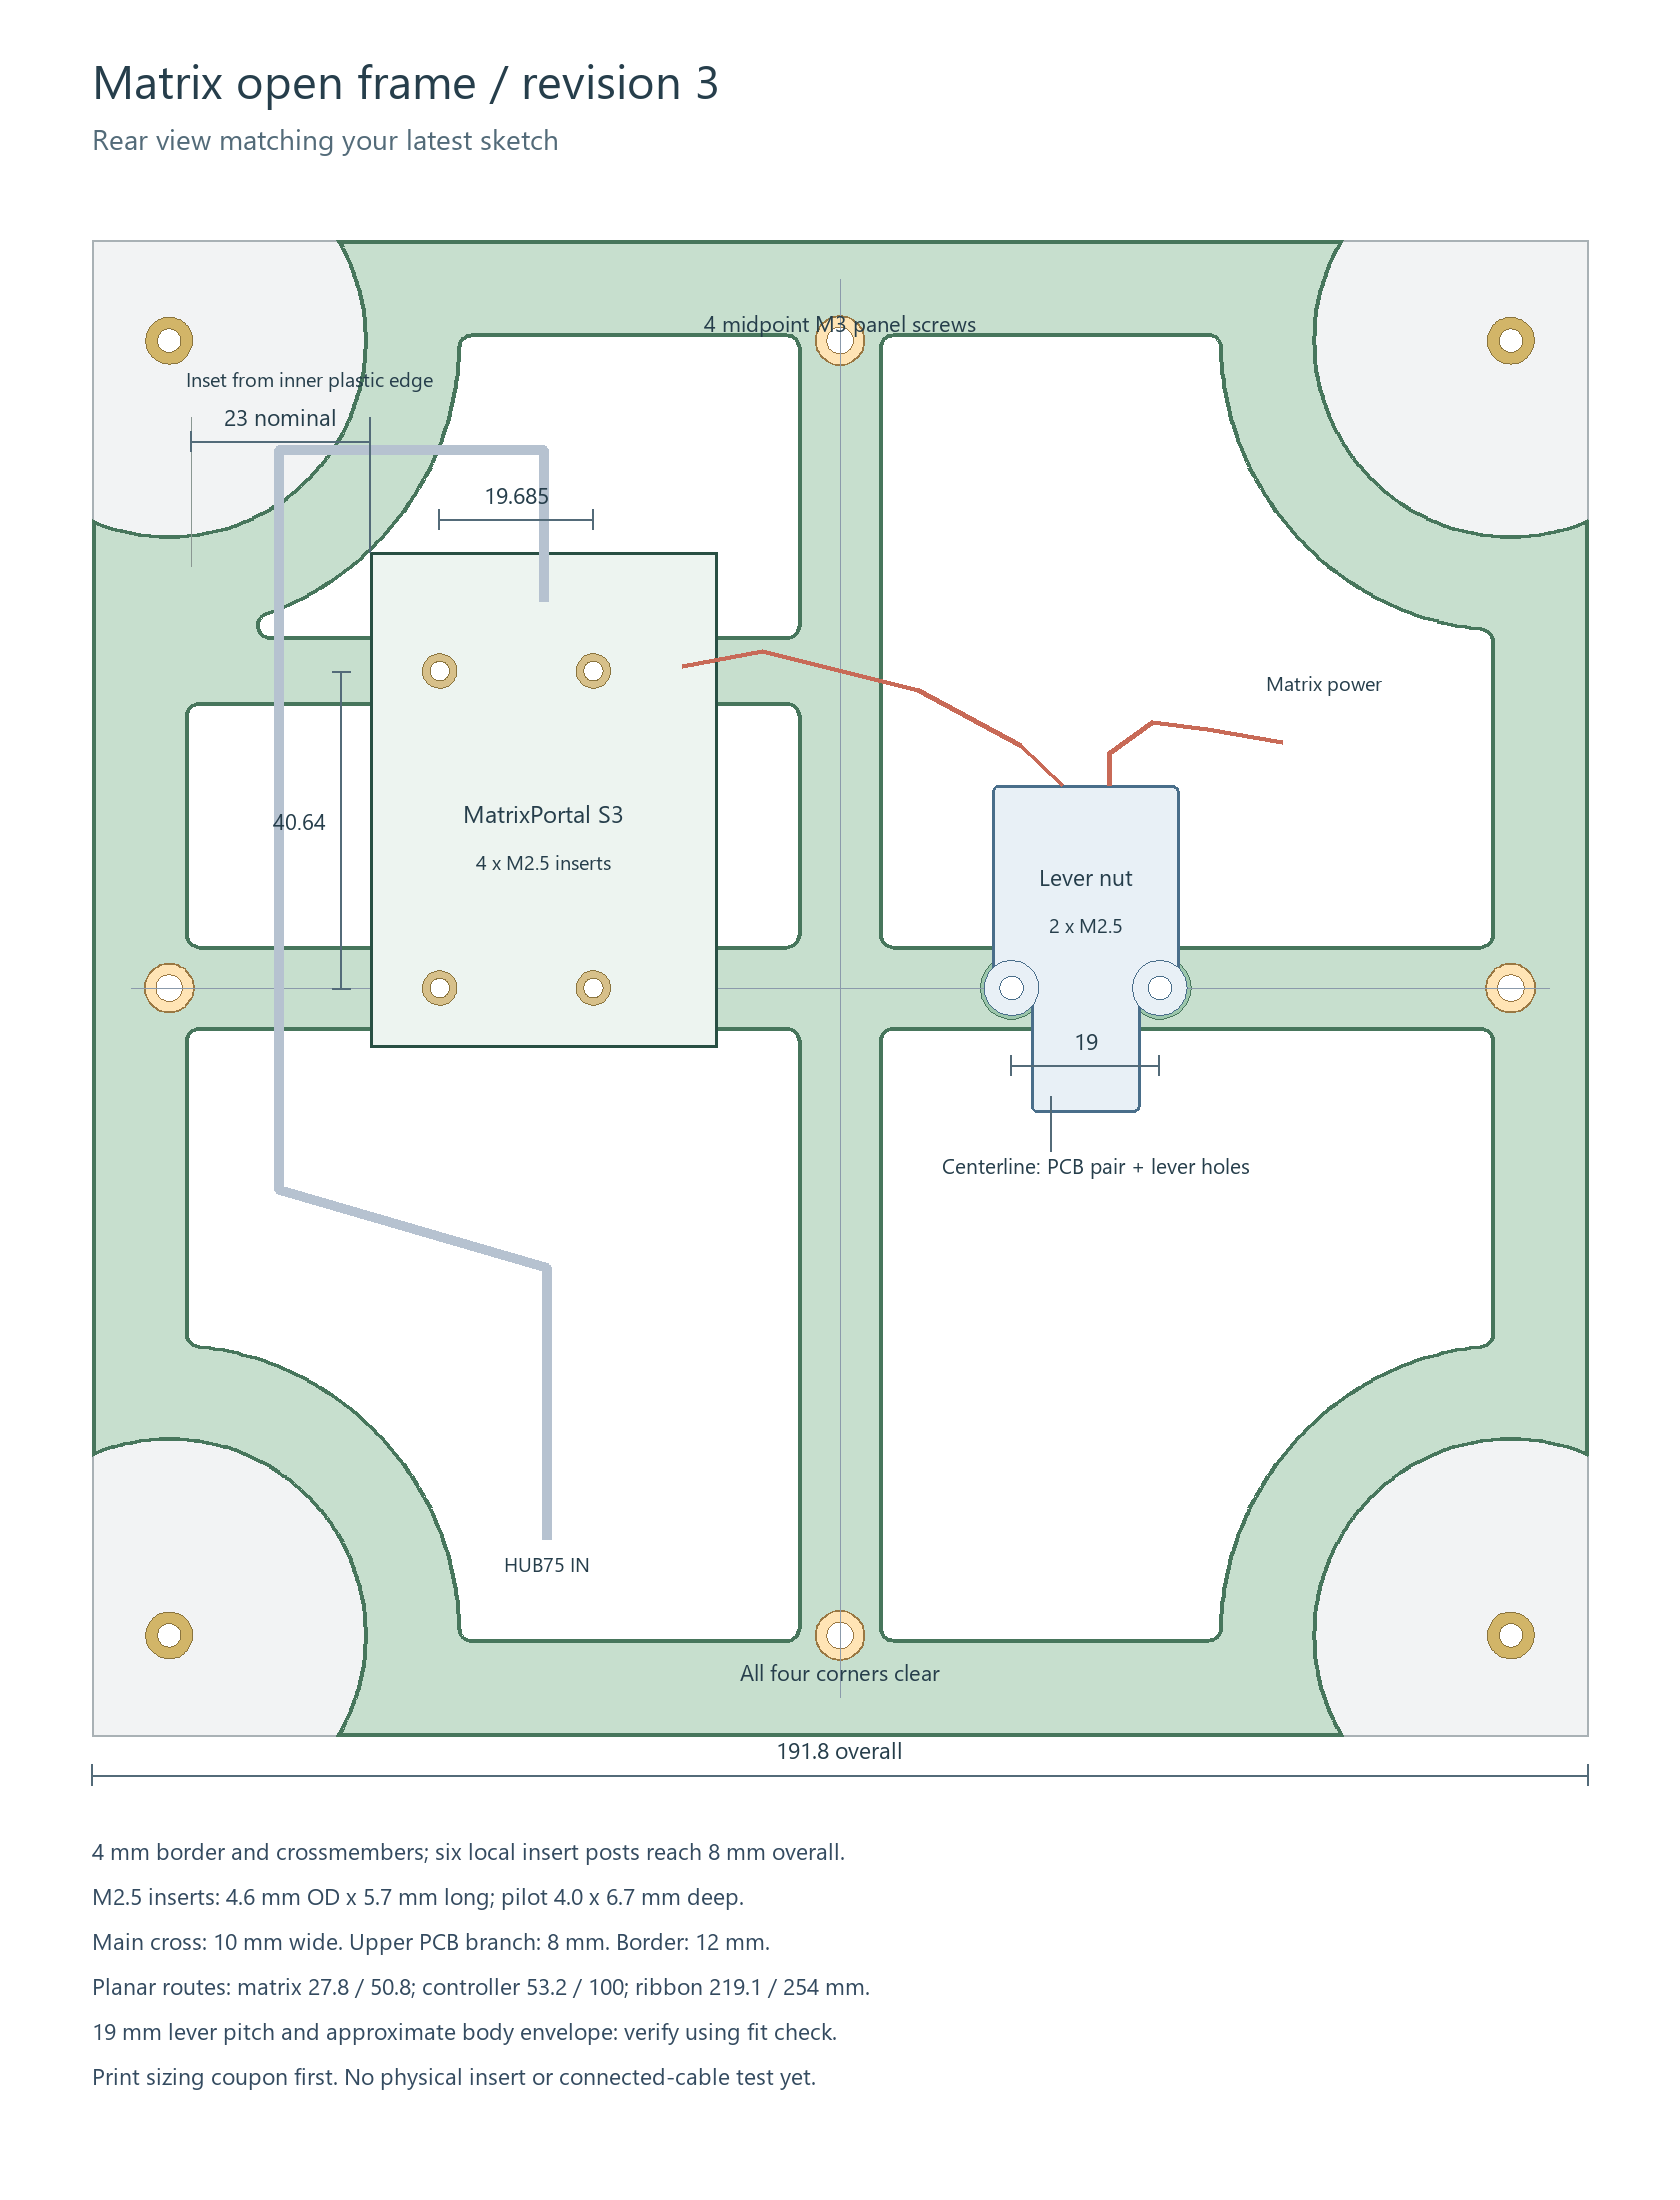 Matrix open frame / revision 3
Rear view matching your latest sketch
4 midpoint M3 panel screws
Inset from inner plastic edge
23 nominal
19.685
Matrix power
40.64
MatrixPortal S3
4 x M2.5 inserts
Lever nut
2 x M2.5
19
Centerline: PCB pair + lever holes
HUB75 IN
All four corners clear
191.8 overall
4 mm border and crossmembers; six local insert posts reach 8 mm overall.
M2.5 inserts: 4.6 mm OD x 5.7 mm long; pilot 4.0 x 6.7 mm deep.
Main cross: 10 mm wide. Upper PCB branch: 8 mm. Border: 12 mm.
Planar routes: matrix 27.8 / 50.8; controller 53.2 / 100; ribbon 219.1 / 254 mm.
19 mm lever pitch and approximate body envelope: verify using fit check.
Print sizing coupon first. No physical insert or connected-cable test yet.